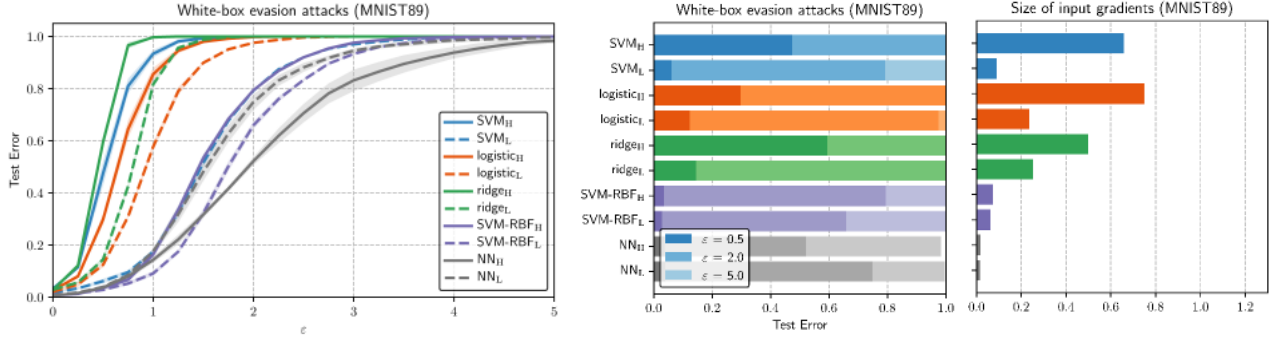 White-box evasion attacks (MNIST89)
Test Error
1.0
0.8
0.6
0.4
0.2
0.0
0
1
2
3
4
5
ε
SVM_H
SVM_L
logistic_H
logistic_L
ridge_H
ridge_L
SVM-RBF_H
SVM-RBF_L
NN_H
NN_L
White-box evasion attacks (MNIST89)
SVM_H
SVM_L
logistic_H
logistic_L
ridge_H
ridge_L
SVM-RBF_H
SVM-RBF_L
NN_H
NN_L
ε = 0.5
ε = 2.0
ε = 5.0
0.0 0.2 0.4 0.6 0.8 1.0
Test Error
Size of input gradients (MNIST89)
0.0 0.2 0.4 0.6 0.8 1.0 1.2